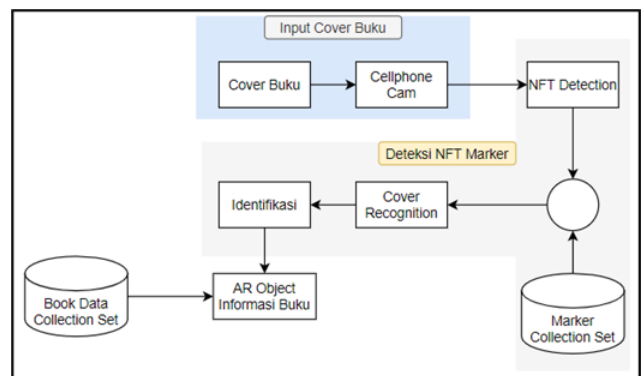 Input Cover Buku
Cover Buku
Cellphone
Cam
NFT Detection
Deteksi NFT Marker
Identifikasi
Cover
Recognition
Book Data
Collection Set
AR Object
Informasi Buku
Marker
Collection Set